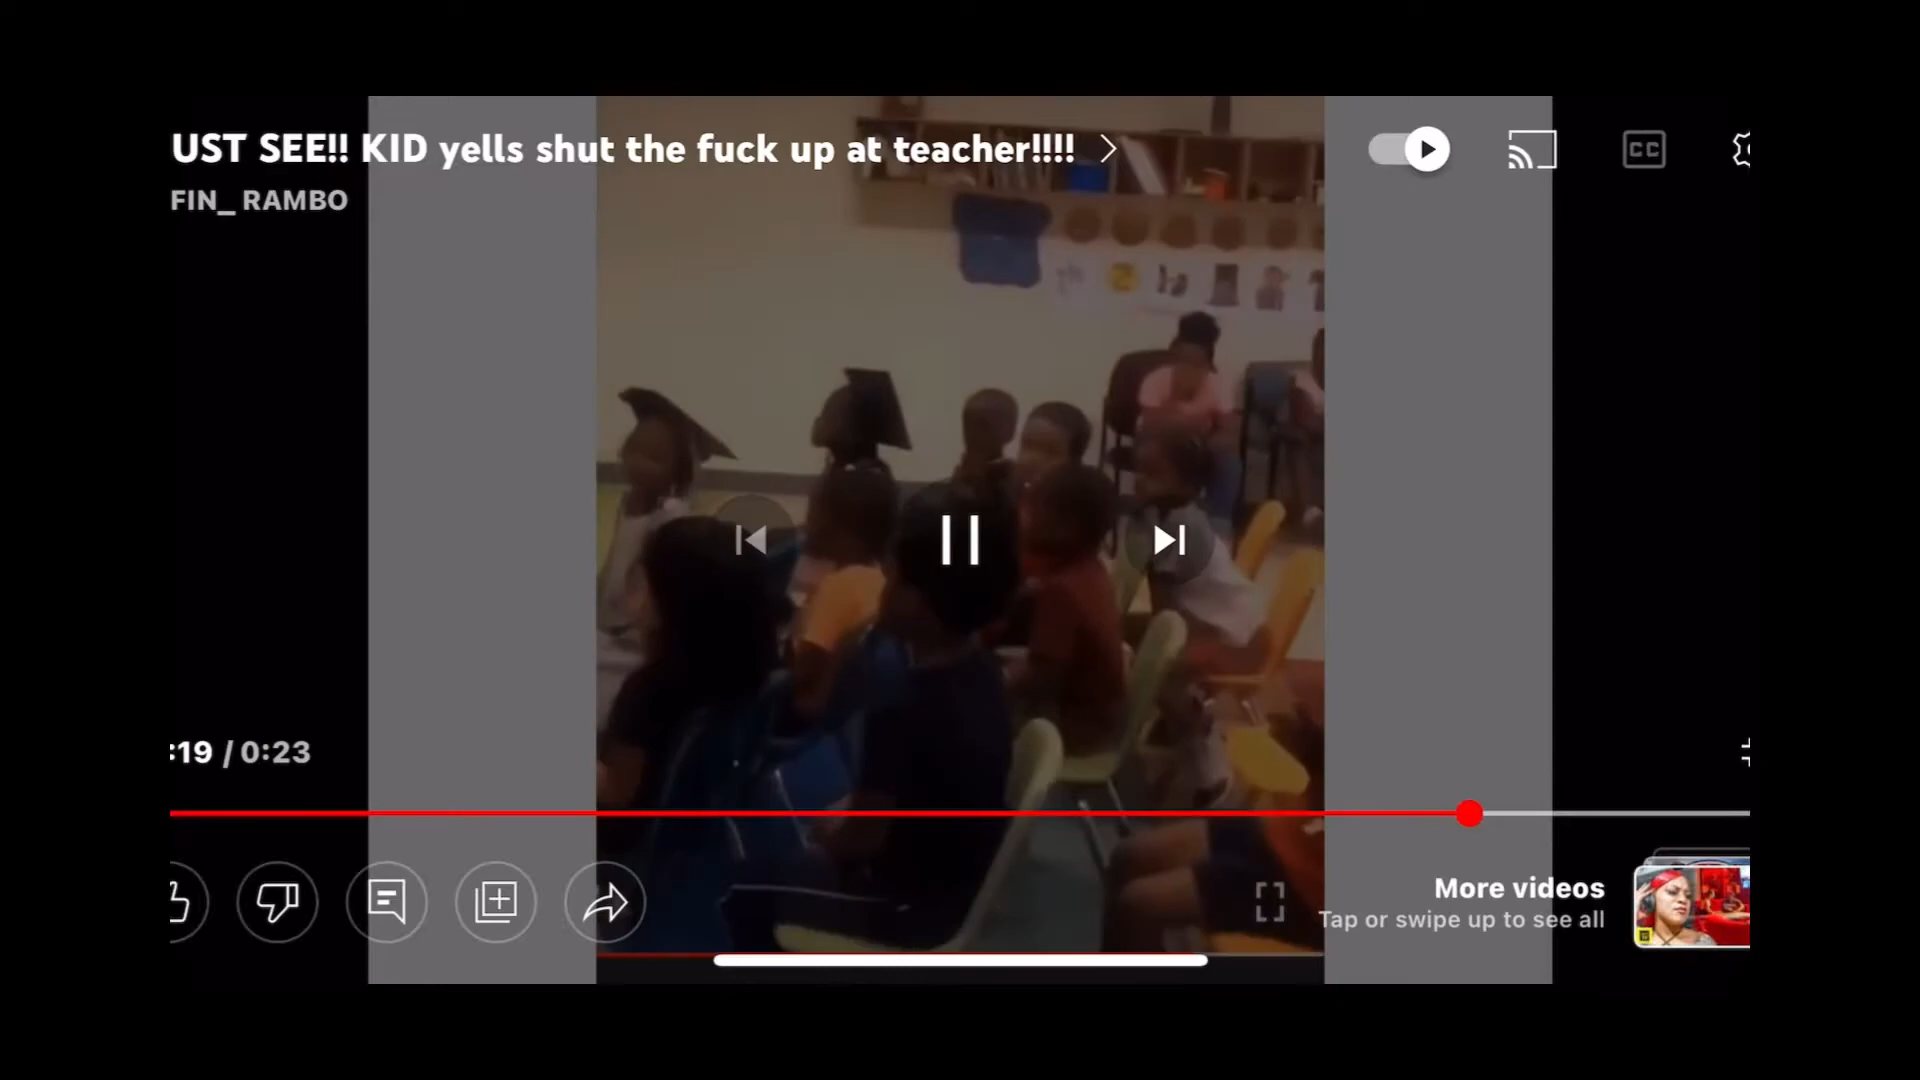 UST SEE!! KID yells shut the fuck up at teacher!!!!
FIN_ RAMBO
CC
:19 / 0:23
More videos
Tap or swipe up to see all